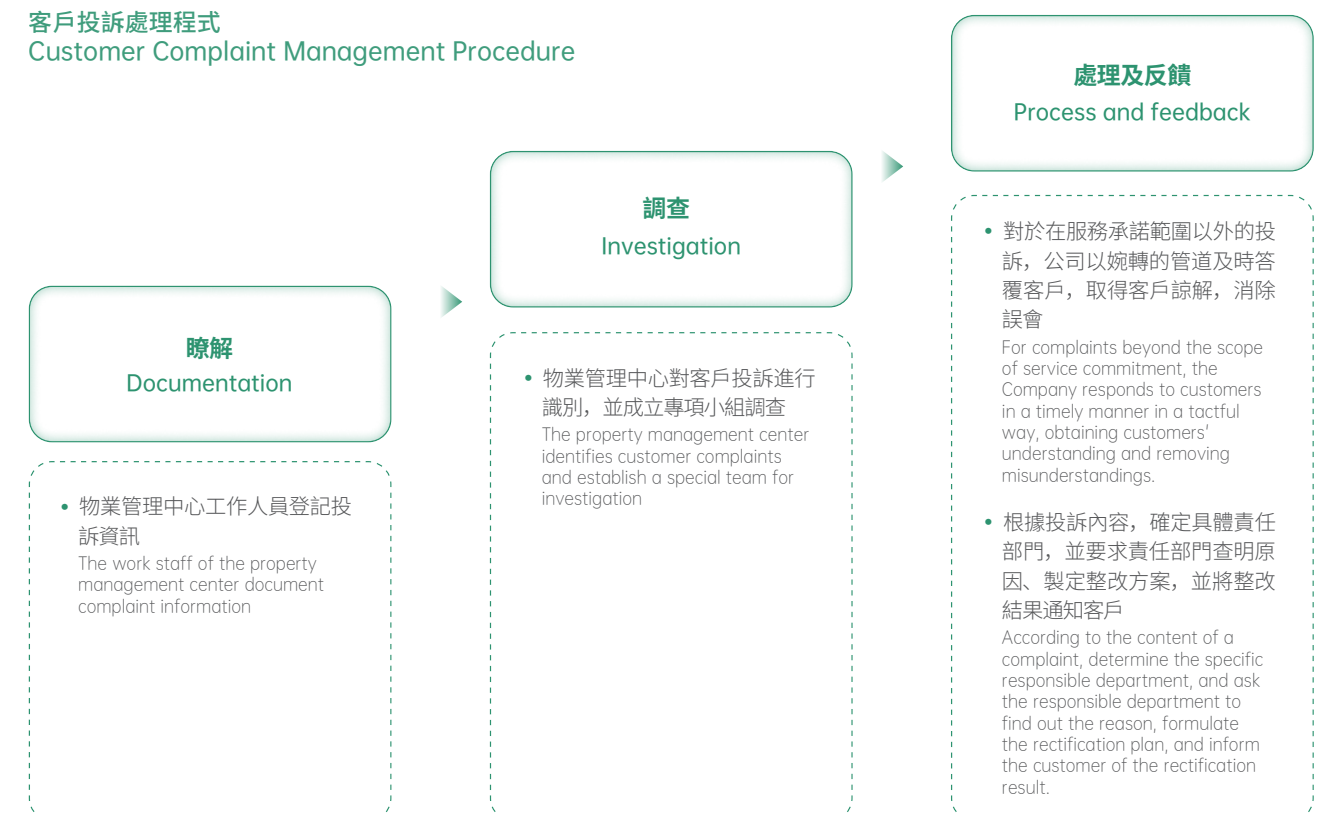 客戶投訴處理程式
Customer Complaint Management Procedure
瞭解
Documentation
• 物業管理中心工作人員登記投
訴資訊
The work staff of the property
management center document
complaint information
調查
Investigation
• 物業管理中心對客戶投訴進行
識別，並成立專項小組調查
The property management center
identifies customer complaints
and establish a special team for
investigation
處理及反饋
Process and feedback
• 對於在服務承諾範圍以外的投
訴，公司以婉轉的管道及時答
覆客戶，取得客戶諒解，消除
誤會
For complaints beyond the scope
of service commitment, the
Company responds to customers
in a timely manner in a tactful
way, obtaining customers'
understanding and removing
misunderstandings.
• 根據投訴內容，確定具體責任
部門，並要求責任部門查明原
因、製定整改方案，並將整改
結果通知客戶
According to the content of a
complaint, determine the specific
responsible department, and ask
the responsible department to
find out the reason, formulate
the rectification plan, and inform
the customer of the rectification
result.